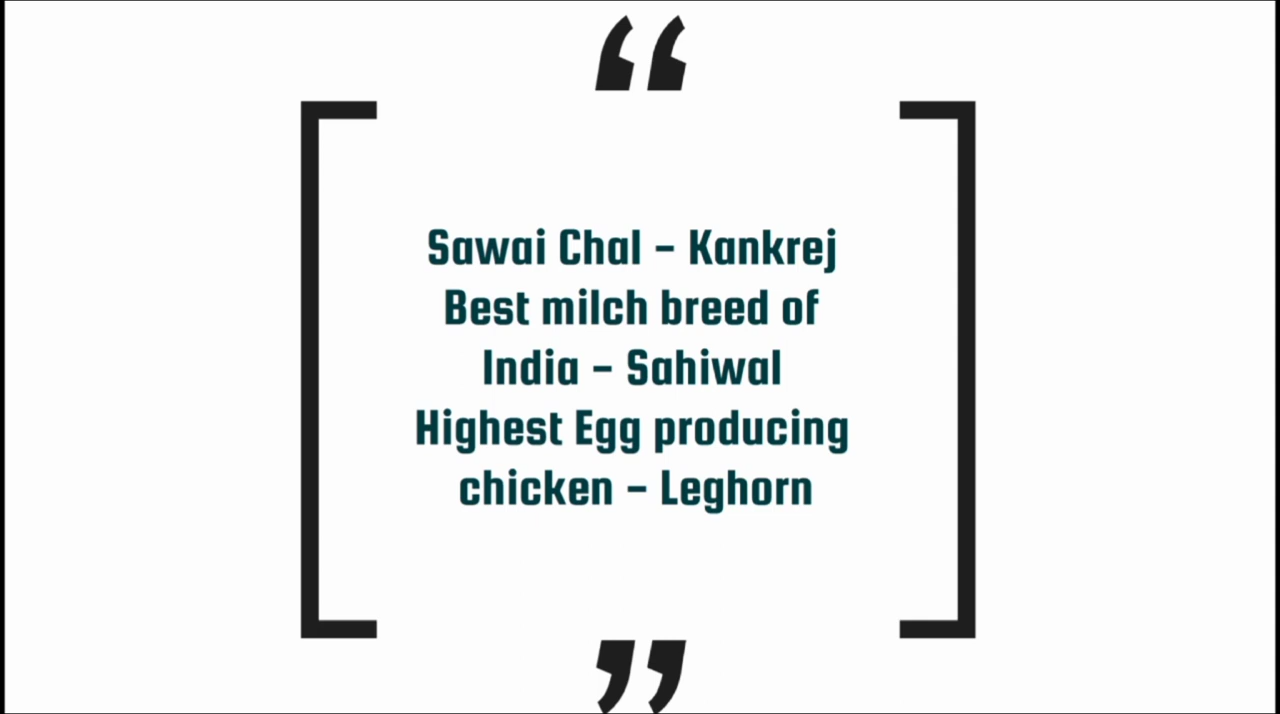 Sawai Chal – Kankrej
Best milch breed of
India – Sahiwal
Highest Egg producing
chicken – Leghorn